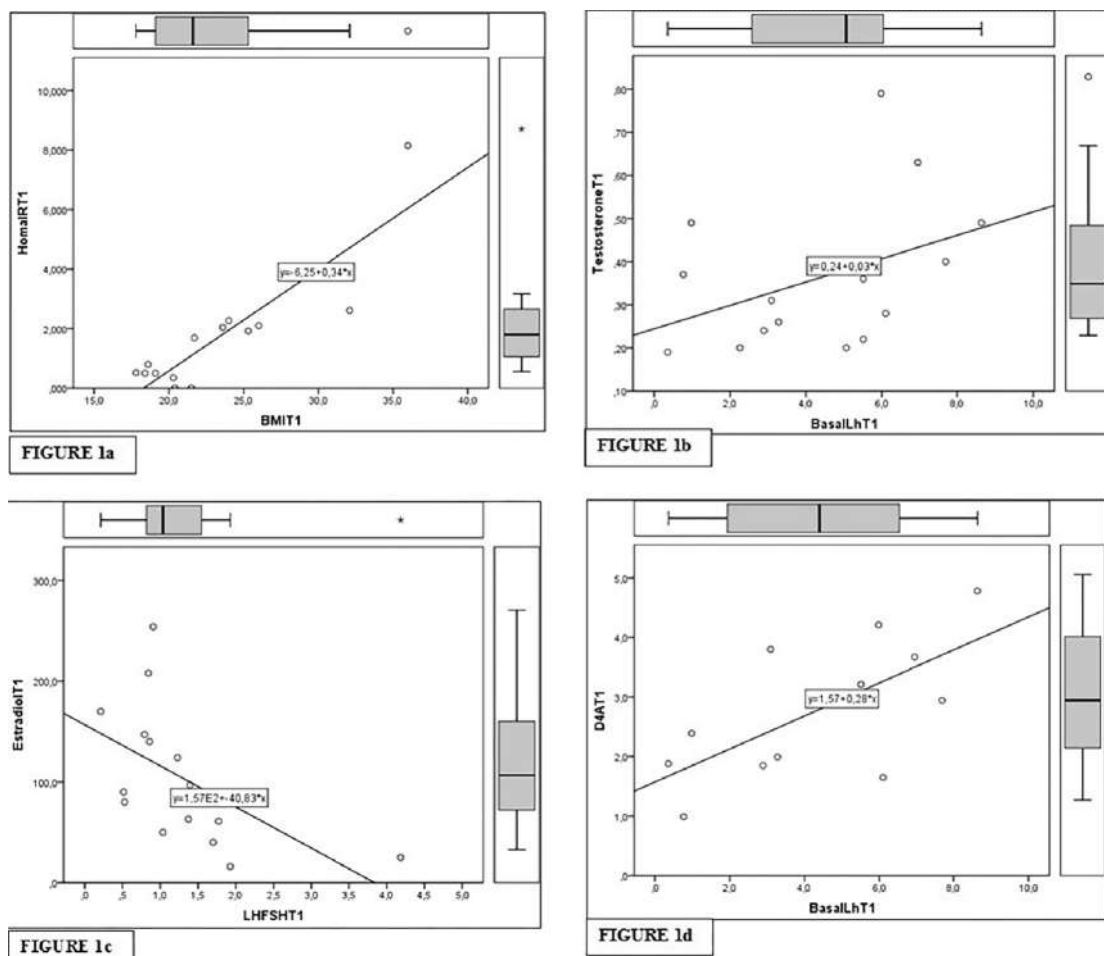 10,000
8,000
6,000
4,000
2,000
,000
HomaIRT1
*
y=-6,25+0,34*x
15,0 20,0 25,0 30,0 35,0 40,0
BMIT1
FIGURE 1a
,80
,70
,60
,50
,40
,30
,20
,10
TestosteroneT1
y=0,24+0,03*x
,0 2,0 4,0 6,0 8,0 10,0
BasalLhT1
FIGURE 1b
*
300,0
200,0
100,0
,0
EstradiolT1
y=1,57E2+-40,83*x
,0 ,5 1,0 1,5 2,0 2,5 3,0 3,5 4,0 4,5 5,0
LHFSHT1
FIGURE 1c
5,0
4,0
3,0
2,0
1,0
,0
D4AT1
y=1,57+0,28*x
,0 2,0 4,0 6,0 8,0 10,0
BasalLhT1
FIGURE 1d